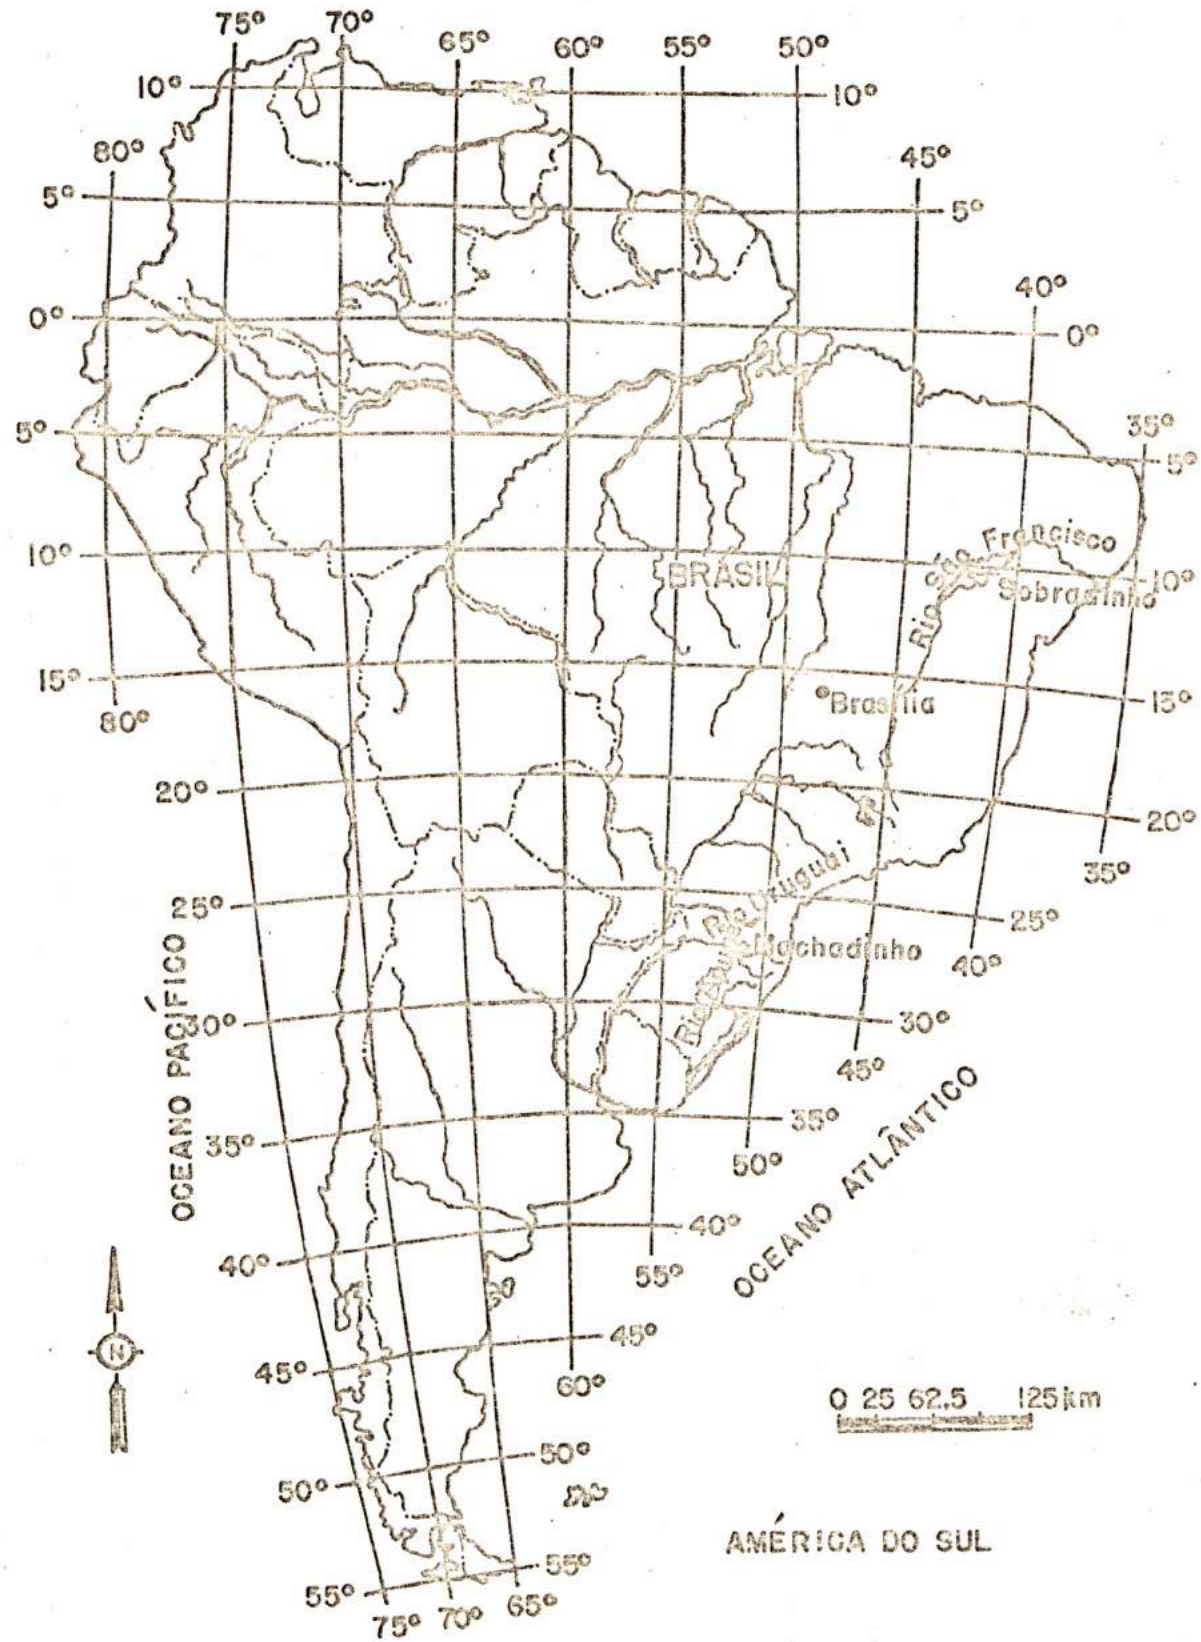 75° 70° 65° 60° 55° 50°
10° 10°
80° 45°
5° 5°
40°
0° 0°
35°
5° 5°
Rio São Francisco
10° BRASIL 10°
Sobradinho
15° Brasília 15°
80°
20° 20°
35°
Rio Uruguai
25° 25°
Machadinho
40°
OCEANO PACÍFICO
30° Rio 30°
45°
35° 35°
50°
OCEANO ATLÂNTICO
40° 40°
55°
N
45° 45°
60°
0 25 62,5 125 km
50° 50°
AMÉRICA DO SUL
55° 55°
75° 70° 65°